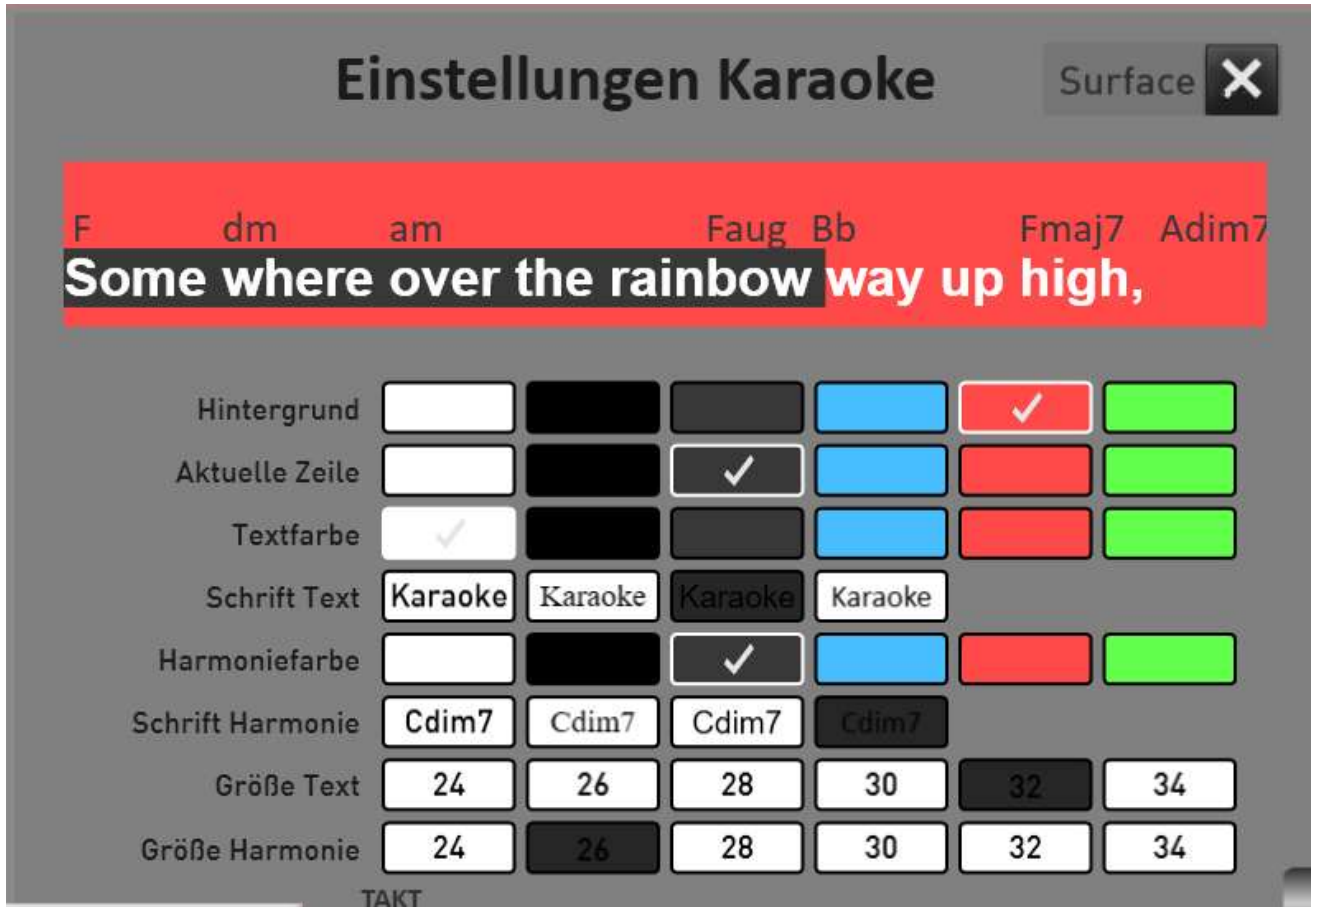 Einstellungen Karaoke Surface
F dm am Faug Bb Fmaj7 Adim7
Some where over the rainbow way up high,
Hintergrund
Aktuelle Zeile
Textfarbe
Schrift Text Karaoke Karaoke Karaoke Karaoke
Harmoniefarbe
Schrift Harmonie Cdim7 Cdim7 Cdim7 Cdim7
Größe Text 24 26 28 30 32 34
Größe Harmonie 24 26 28 30 32 34
TAKT